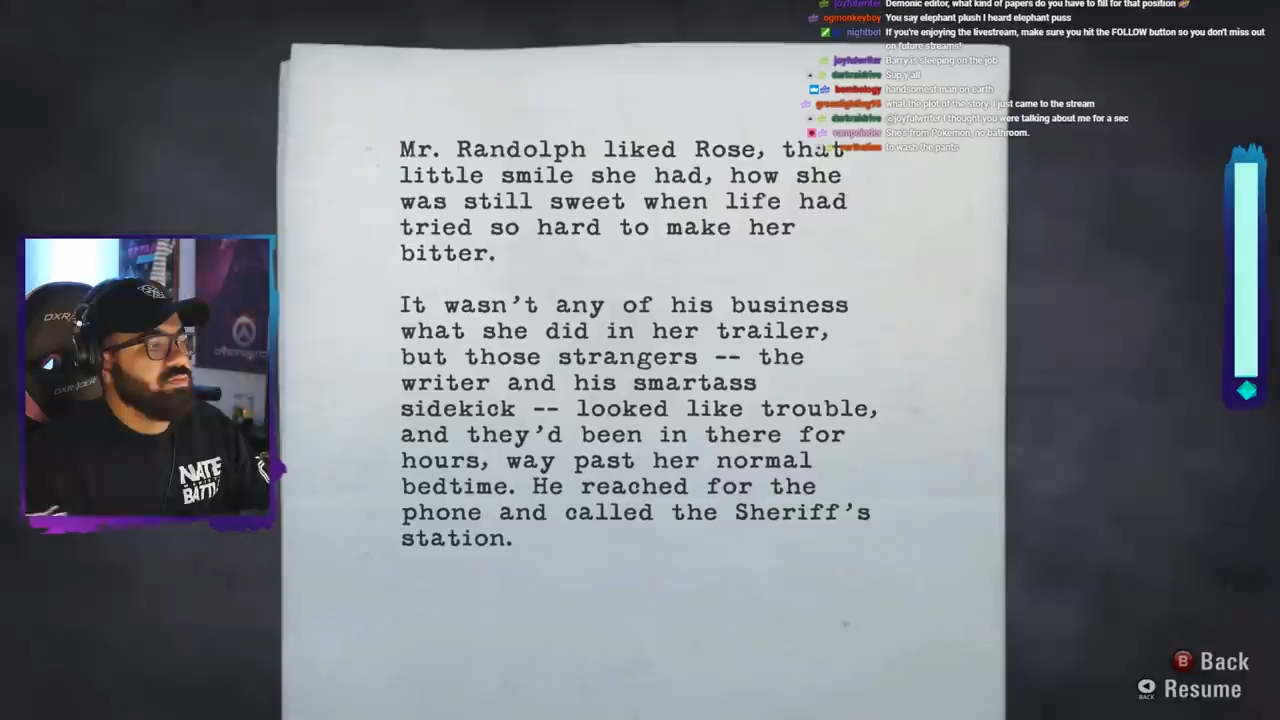 joyfulwriter Demonic editor, what kind of papers do you have to fill for that position
ogmonkeyboy You say elephant plush I heard elephant puss
nightbot If you're enjoying the livestream, make sure you hit the FOLLOW button so you don't miss out
on future streams!
joyfulwriter Barry is sleeping on the job
Sup y'all
bombology handsomest man on earth
what the plot of the story. I just came to the stream
@joyfulwriter I thought you were talking about me for a sec
vampeinder She's from Pokemon, no bathroom.
to wash the pants
Mr. Randolph liked Rose, that
little smile she had, how she
was still sweet when life had
tried so hard to make her
bitter.
It wasn't any of his business
what she did in her trailer,
but those strangers -- the
writer and his smartass
sidekick -- looked like trouble,
and they'd been in there for
hours, way past her normal
bedtime. He reached for the
phone and called the Sheriff's
station.
DXR
NATE
BATTL
B Back
BACK Resume